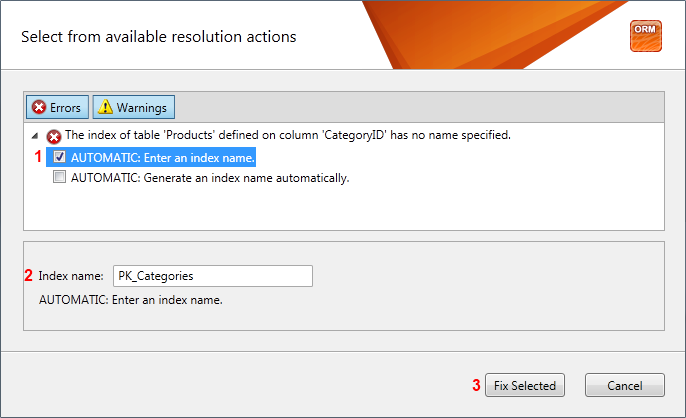 Select from available resolution actions
ORM
Errors Warnings
The index of table 'Products' defined on column 'CategoryID' has no name specified.
1 AUTOMATIC: Enter an index name.
AUTOMATIC: Generate an index name automatically.
2 Index name: PK_Categories
AUTOMATIC: Enter an index name.
3 Fix Selected Cancel